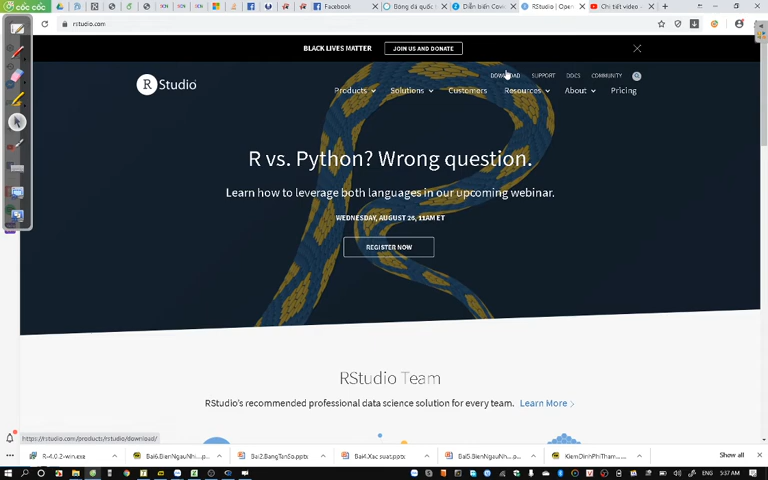 cốc cốc
Facebook
Bóng đá quốc t
Diễn biến Covi
RStudio | Open
Chi tiết video -
rstudio.com
BLACK LIVES MATTER
JOIN US AND DONATE
DOWNLOAD SUPPORT DOCS COMMUNITY
R Studio
Products Solutions Customers Resources About Pricing
R vs. Python? Wrong question.
Learn how to leverage both languages in our upcoming webinar.
WEDNESDAY, AUGUST 26, 11AM ET
REGISTER NOW
RStudio Team
RStudio's recommended professional data science solution for every team. Learn More
https://rstudio.com/products/rstudio/download/
R-4.0.2-win.exe
Bai6.BienNgauNh....pptx
Bai2.BangTanSo.pptx
Bai4.Xac suat.pptx
Bai5.BienNgauNh....pptx
KiemDinhPhiTham....pptx
Show all
ENG
5:37 AM